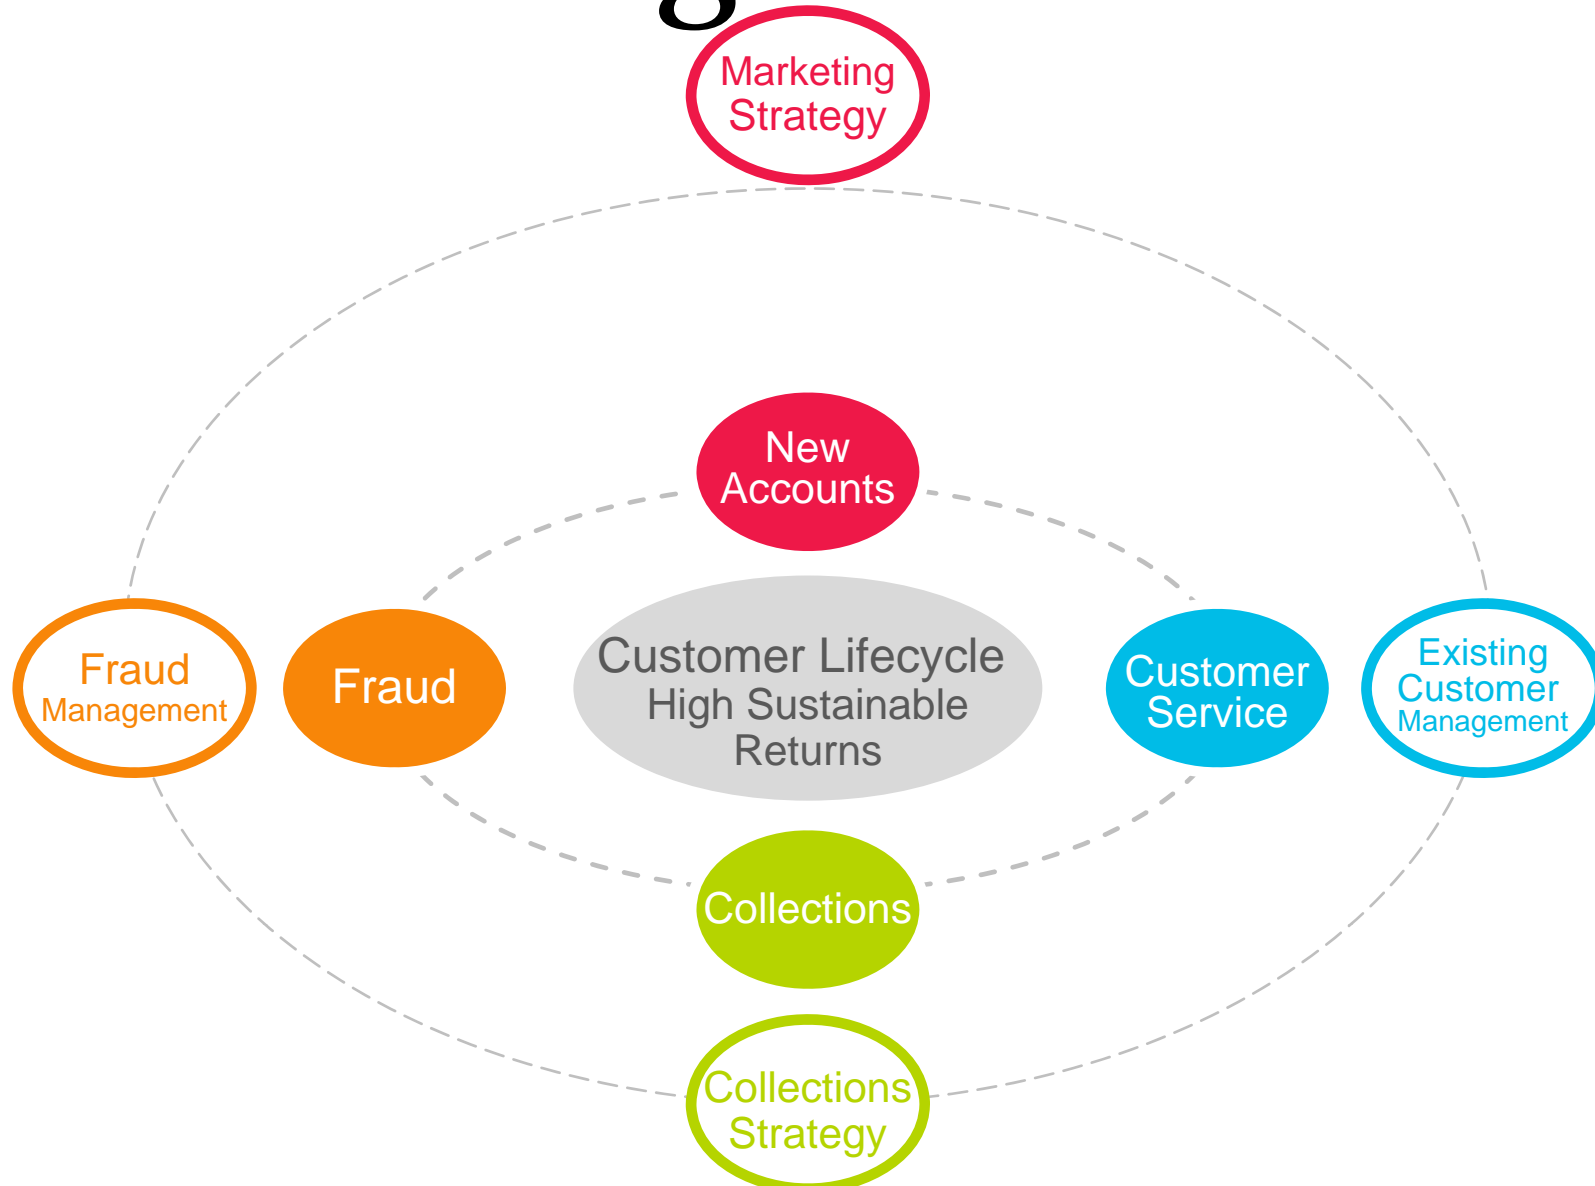 Marketing
Strategy
New
Accounts
Fraud
Management
Fraud
Customer Lifecycle
High Sustainable
Returns
Customer
Service
Existing
Customer
Management
Collections
Collections
Strategy